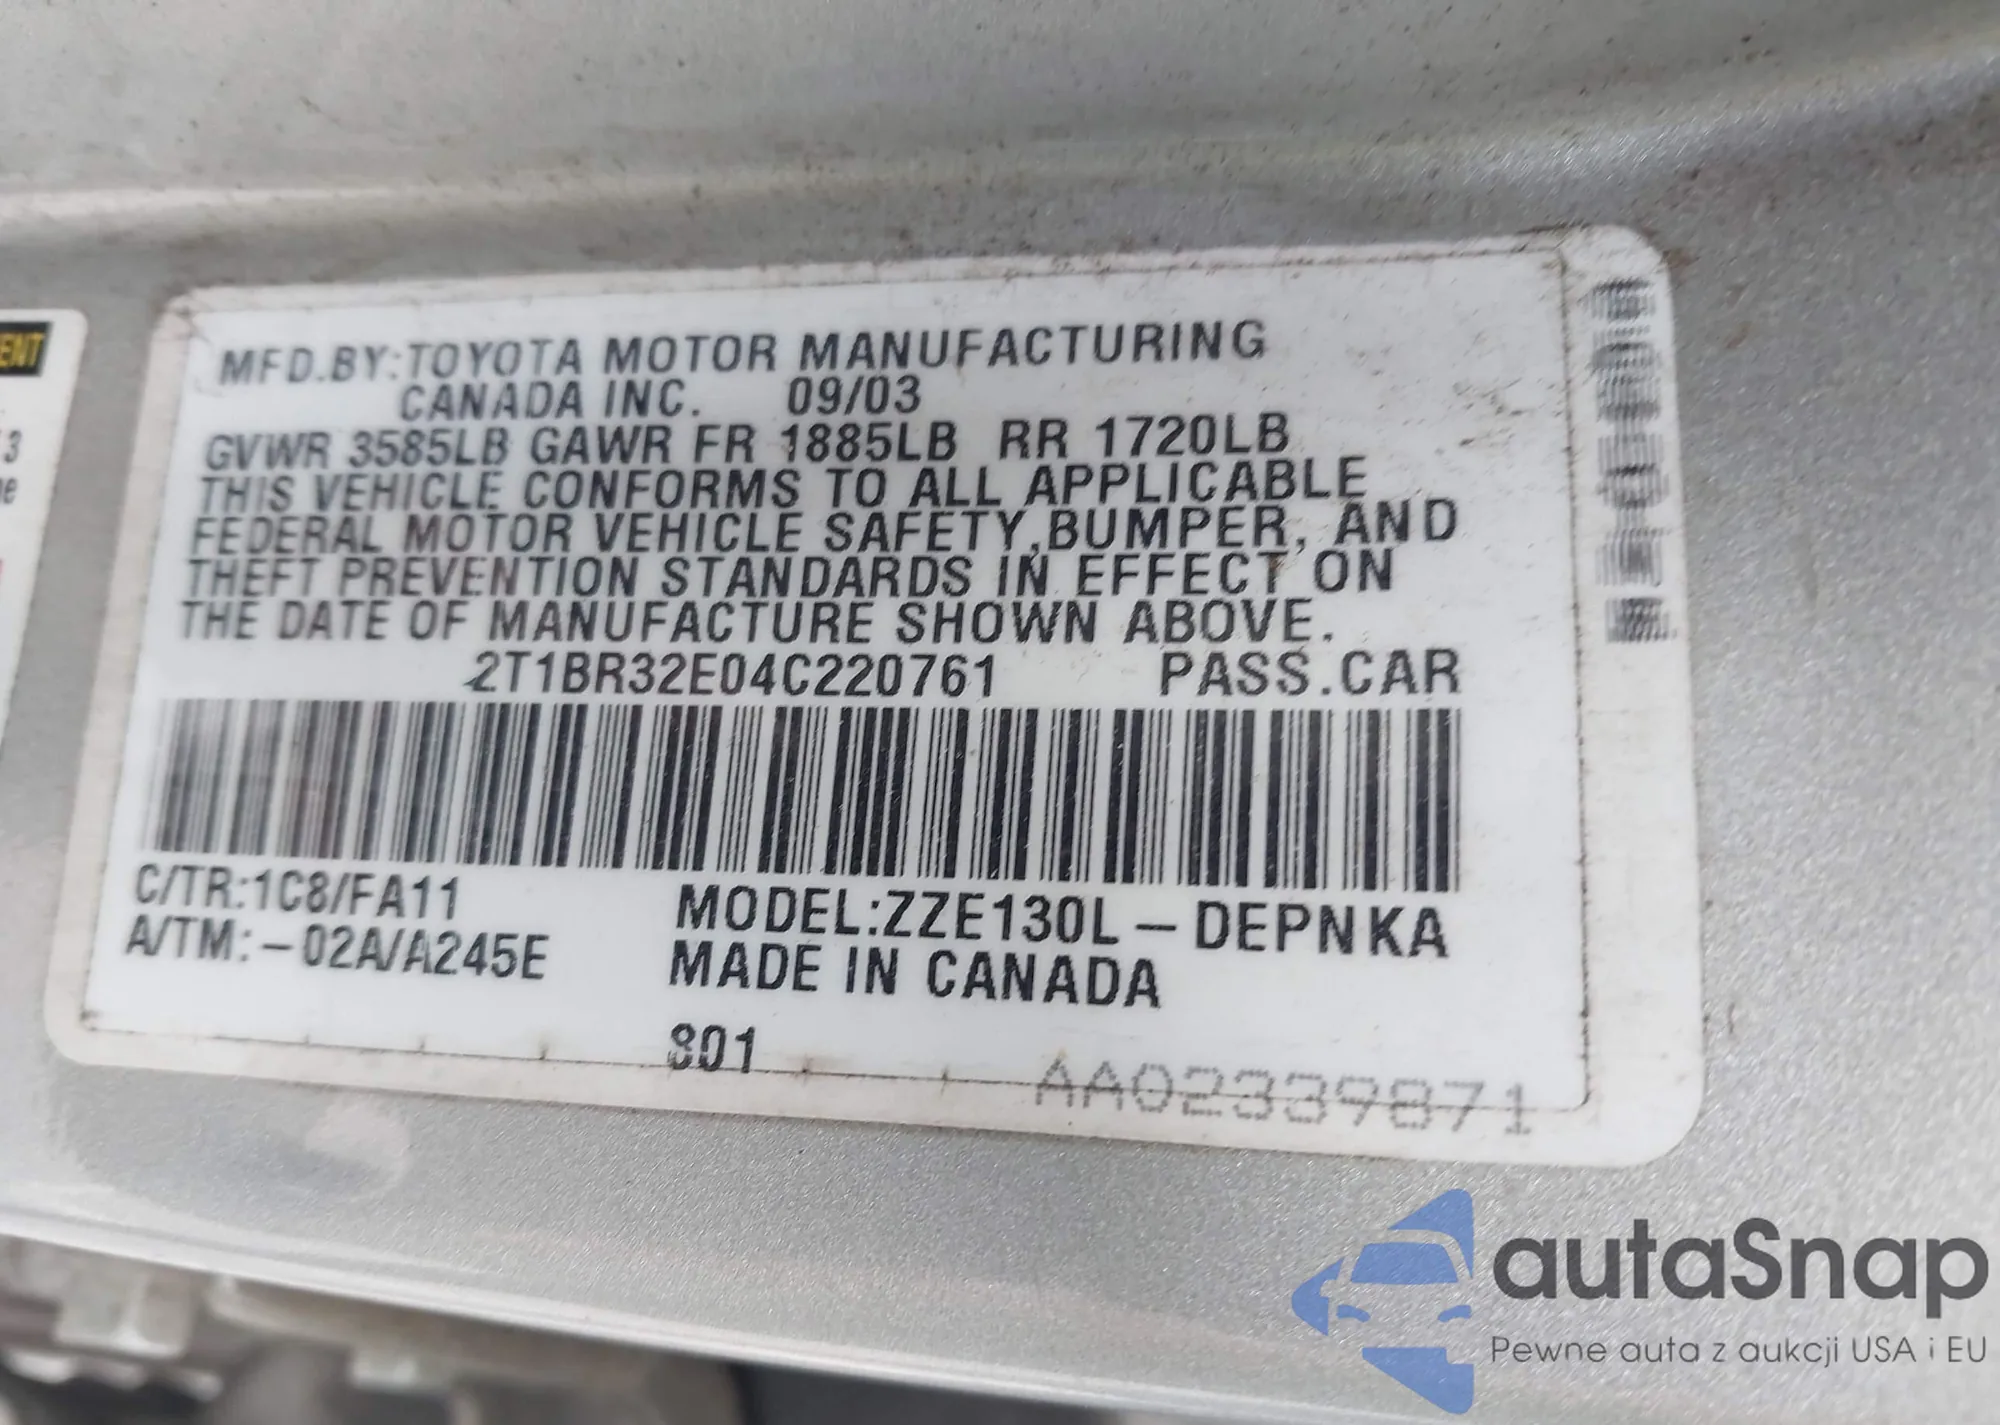 ENT
3
e
MFD.BY:TOYOTA MOTOR MANUFACTURING
CANADA INC. 09/03
GVWR 3585LB GAWR FR 1885LB RR 1720LB
THIS VEHICLE CONFORMS TO ALL APPLICABLE
FEDERAL MOTOR VEHICLE SAFETY,BUMPER, AND
THEFT PREVENTION STANDARDS IN EFFECT ON
THE DATE OF MANUFACTURE SHOWN ABOVE.
2T1BR32E04C220761 PASS.CAR
C/TR:1C8/FA11
A/TM:-02A/A245E
MODEL:ZZE130L-DEPNKA
MADE IN CANADA
801
AA02339871
autaSnap
Pewne auta z aukcji USA i EU